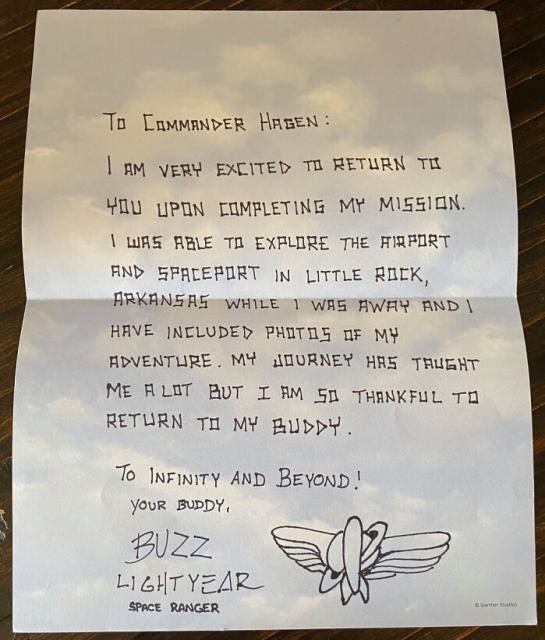 TO COMMANDER HAGEN:
I AM VERY EXCITED TO RETURN TO
YOU UPON COMPLETING MY MISSION.
I WAS ABLE TO EXPLORE THE AIRPORT
AND SPACEPORT IN LITTLE ROCK,
ARKANSAS WHILE I WAS AWAY AND I
HAVE INCLUDED PHOTOS OF MY
ADVENTURE. MY JOURNEY HAS TAUGHT
ME A LOT BUT I AM SO THANKFUL TO
RETURN TO MY BUDDY.
TO INFINITY AND BEYOND!
YOUR BUDDY,
BUZZ
LIGHTYEAR
SPACE RANGER
© Gartner Studios